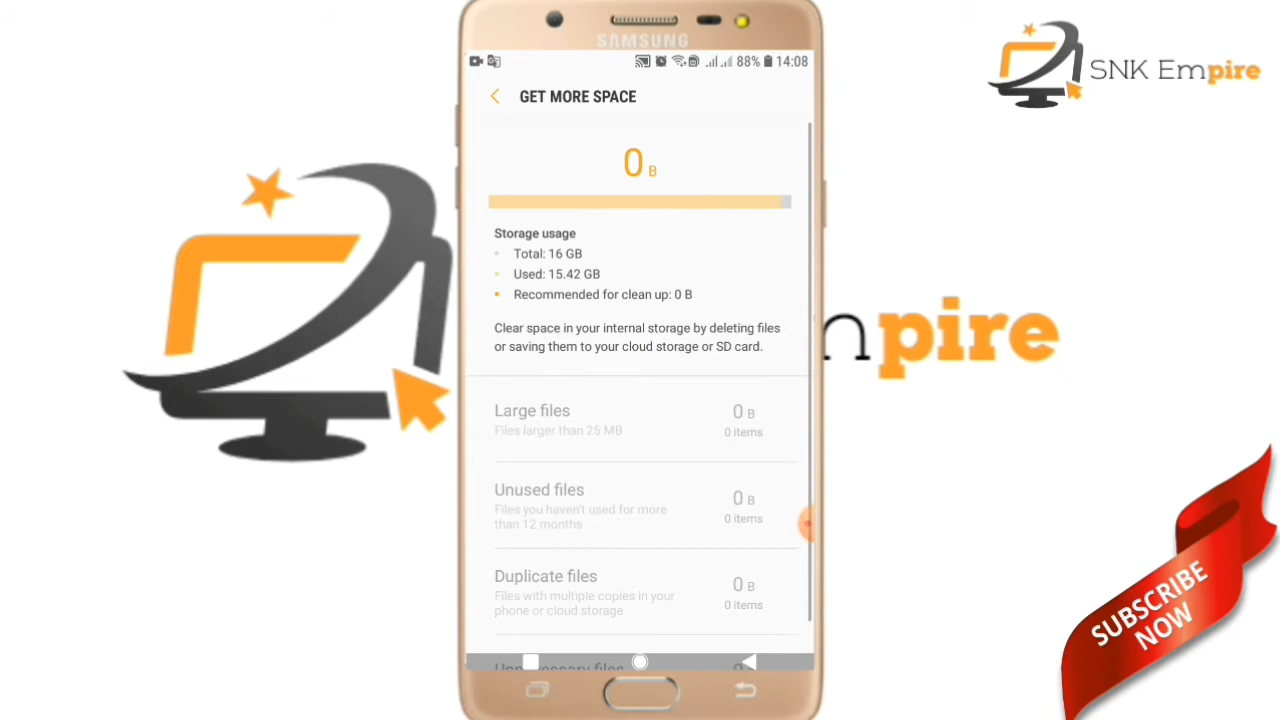 SAMSUNG
88% 14:08
GET MORE SPACE
0 B
Storage usage
Total: 16 GB
Used: 15.42 GB
Recommended for clean up: 0 B
Clear space in your internal storage by deleting files
or saving them to your cloud storage or SD card.
Large files
Files larger than 25 MB
0 B
0 items
Unused files
Files you haven't used for more
than 12 months
0 B
0 items
Duplicate files
Files with multiple copies in your
phone or cloud storage
0 B
0 items
SNK Empire
pire
SUBSCRIBE
NOW